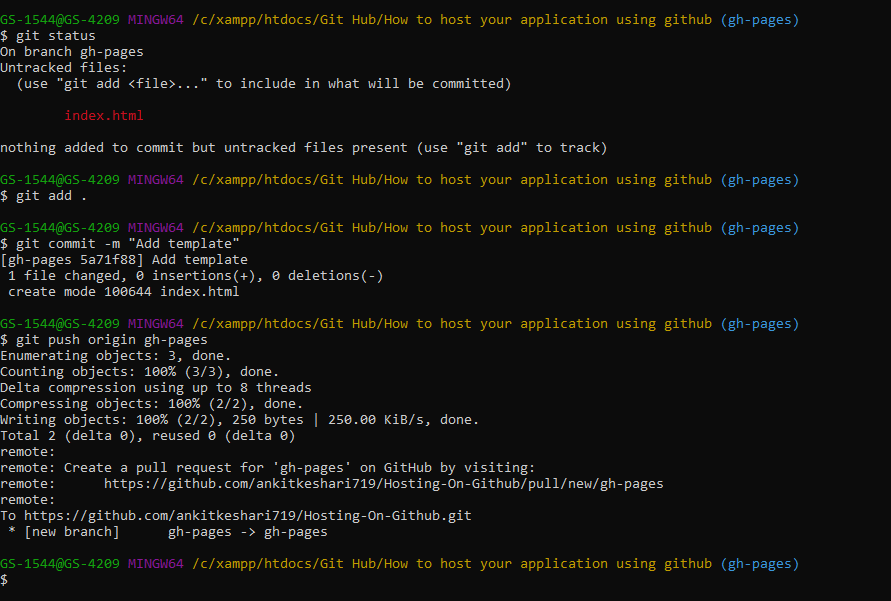 GS-1544@GS-4209 MINGW64 /c/xampp/htdocs/Git Hub/How to host your application using github (gh-pages)
$ git status
On branch gh-pages
Untracked files:
  (use "git add <file>..." to include in what will be committed)

        index.html

nothing added to commit but untracked files present (use "git add" to track)

GS-1544@GS-4209 MINGW64 /c/xampp/htdocs/Git Hub/How to host your application using github (gh-pages)
$ git add .

GS-1544@GS-4209 MINGW64 /c/xampp/htdocs/Git Hub/How to host your application using github (gh-pages)
$ git commit -m "Add template"
[gh-pages 5a71f88] Add template
 1 file changed, 0 insertions(+), 0 deletions(-)
 create mode 100644 index.html

GS-1544@GS-4209 MINGW64 /c/xampp/htdocs/Git Hub/How to host your application using github (gh-pages)
$ git push origin gh-pages
Enumerating objects: 3, done.
Counting objects: 100% (3/3), done.
Delta compression using up to 8 threads
Compressing objects: 100% (2/2), done.
Writing objects: 100% (2/2), 250 bytes | 250.00 KiB/s, done.
Total 2 (delta 0), reused 0 (delta 0)
remote:
remote: Create a pull request for 'gh-pages' on GitHub by visiting:
remote:      https://github.com/ankitkeshari719/Hosting-On-Github/pull/new/gh-pages
remote:
To https://github.com/ankitkeshari719/Hosting-On-Github.git
 * [new branch]      gh-pages -> gh-pages

GS-1544@GS-4209 MINGW64 /c/xampp/htdocs/Git Hub/How to host your application using github (gh-pages)
$